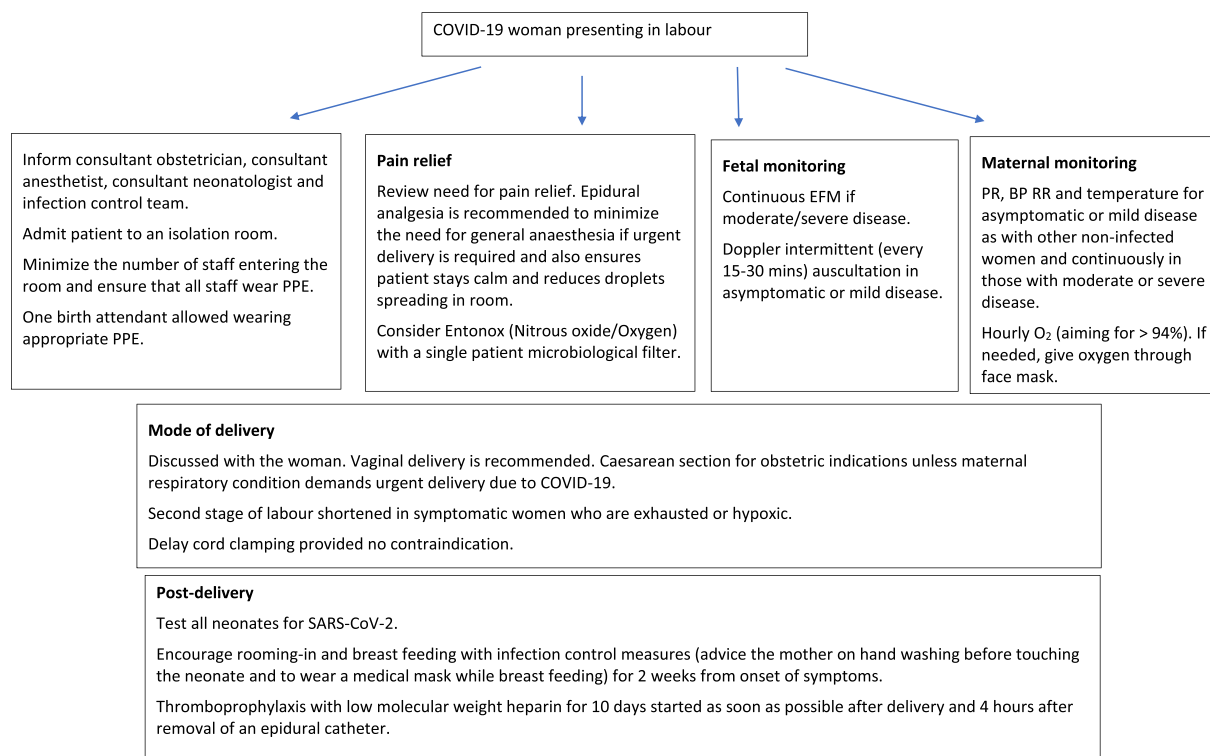 COVID-19 woman presenting in labour
Inform consultant obstetrician, consultant
anesthetist, consultant neonatologist and
infection control team.
Admit patient to an isolation room.
Minimize the number of staff entering the
room and ensure that all staff wear PPE.
One birth attendant allowed wearing
appropriate PPE.
Pain relief
Review need for pain relief. Epidural
analgesia is recommended to minimize
the need for general anaesthesia if urgent
delivery is required and also ensures
patient stays calm and reduces droplets
spreading in room.
Consider Entonox (Nitrous oxide/Oxygen)
with a single patient microbiological filter.
Fetal monitoring
Continuous EFM if
moderate/severe disease.
Doppler intermittent (every
15-30 mins) auscultation in
asymptomatic or mild disease.
Maternal monitoring
PR, BP RR and temperature for
asymptomatic or mild disease
as with other non-infected
women and continuously in
those with moderate or severe
disease.
Hourly O₂ (aiming for > 94%). If
needed, give oxygen through
face mask.
Mode of delivery
Discussed with the woman. Vaginal delivery is recommended. Caesarean section for obstetric indications unless maternal
respiratory condition demands urgent delivery due to COVID-19.
Second stage of labour shortened in symptomatic women who are exhausted or hypoxic.
Delay cord clamping provided no contraindication.
Post-delivery
Test all neonates for SARS-CoV-2.
Encourage rooming-in and breast feeding with infection control measures (advice the mother on hand washing before touching
the neonate and to wear a medical mask while breast feeding) for 2 weeks from onset of symptoms.
Thromboprophylaxis with low molecular weight heparin for 10 days started as soon as possible after delivery and 4 hours after
removal of an epidural catheter.